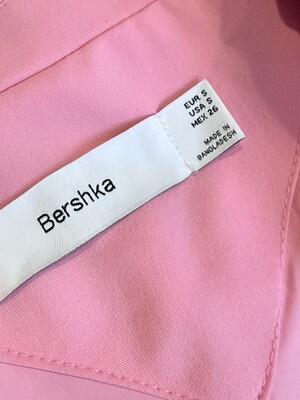 Bershka
EUR S
USA S
MEX 26
MADE IN
BANGLADESH